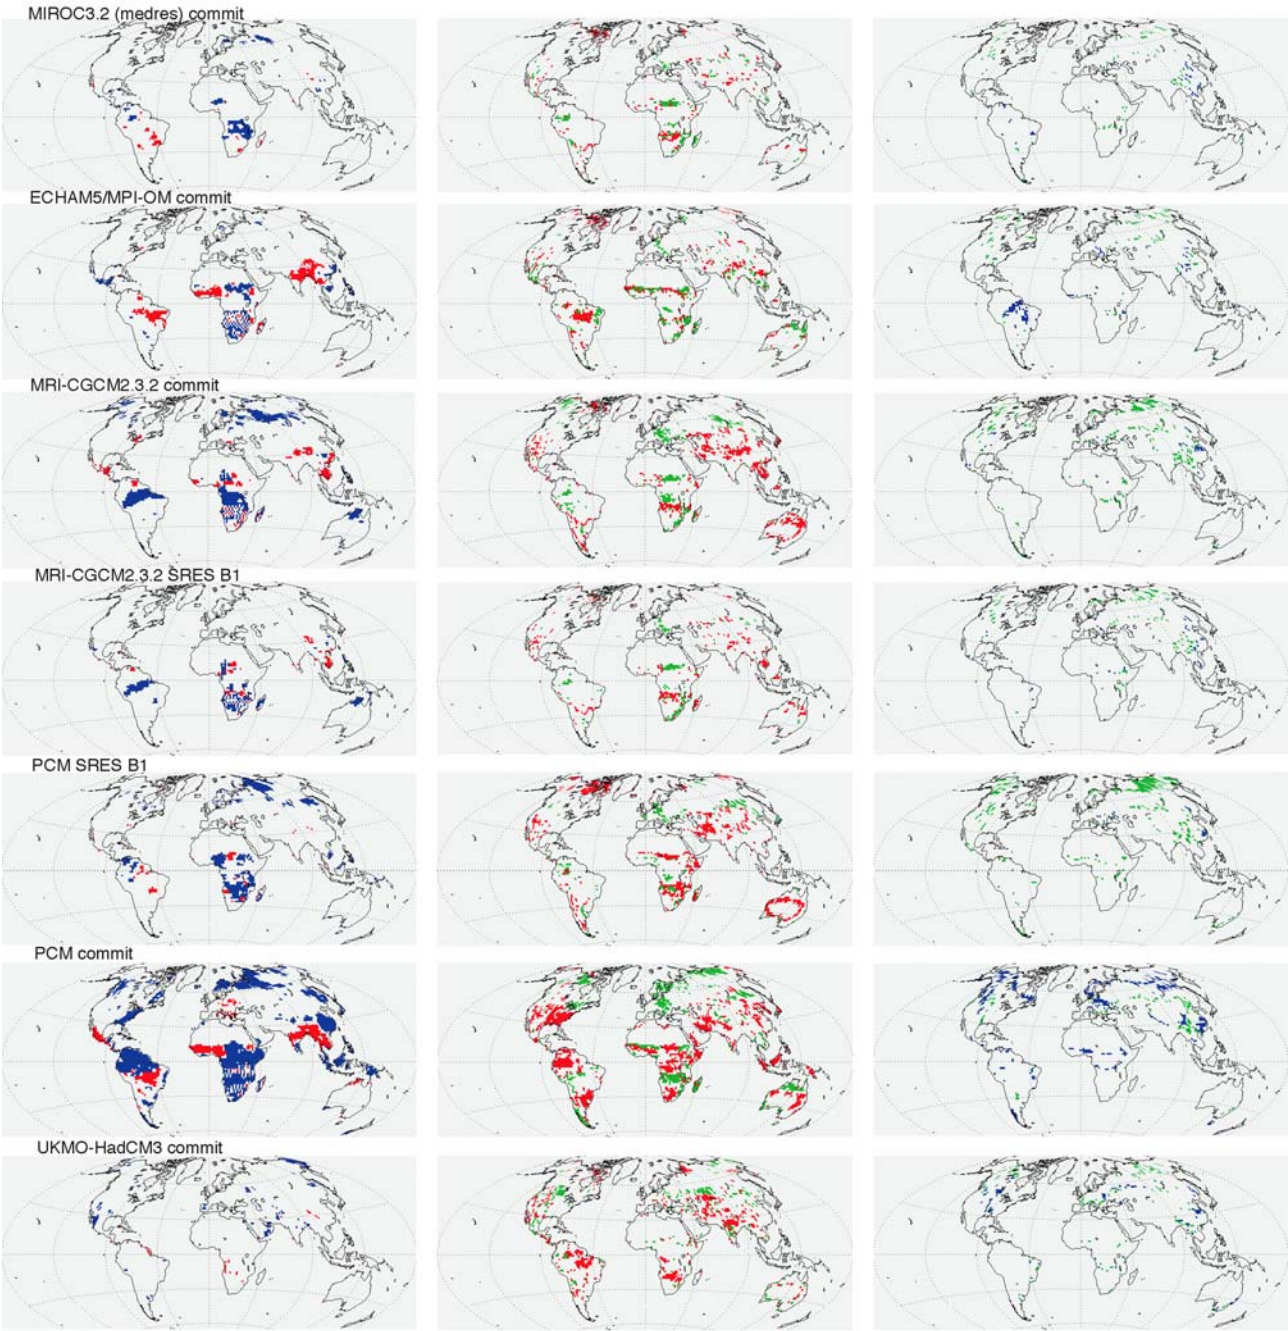 MIROC3.2 (medres) commit
ECHAM5/MPI-OM commit
MRI-CGCM2.3.2 commit
MRI-CGCM2.3.2 SRES B1
PCM SRES B1
PCM commit
UKMO-HadCM3 commit